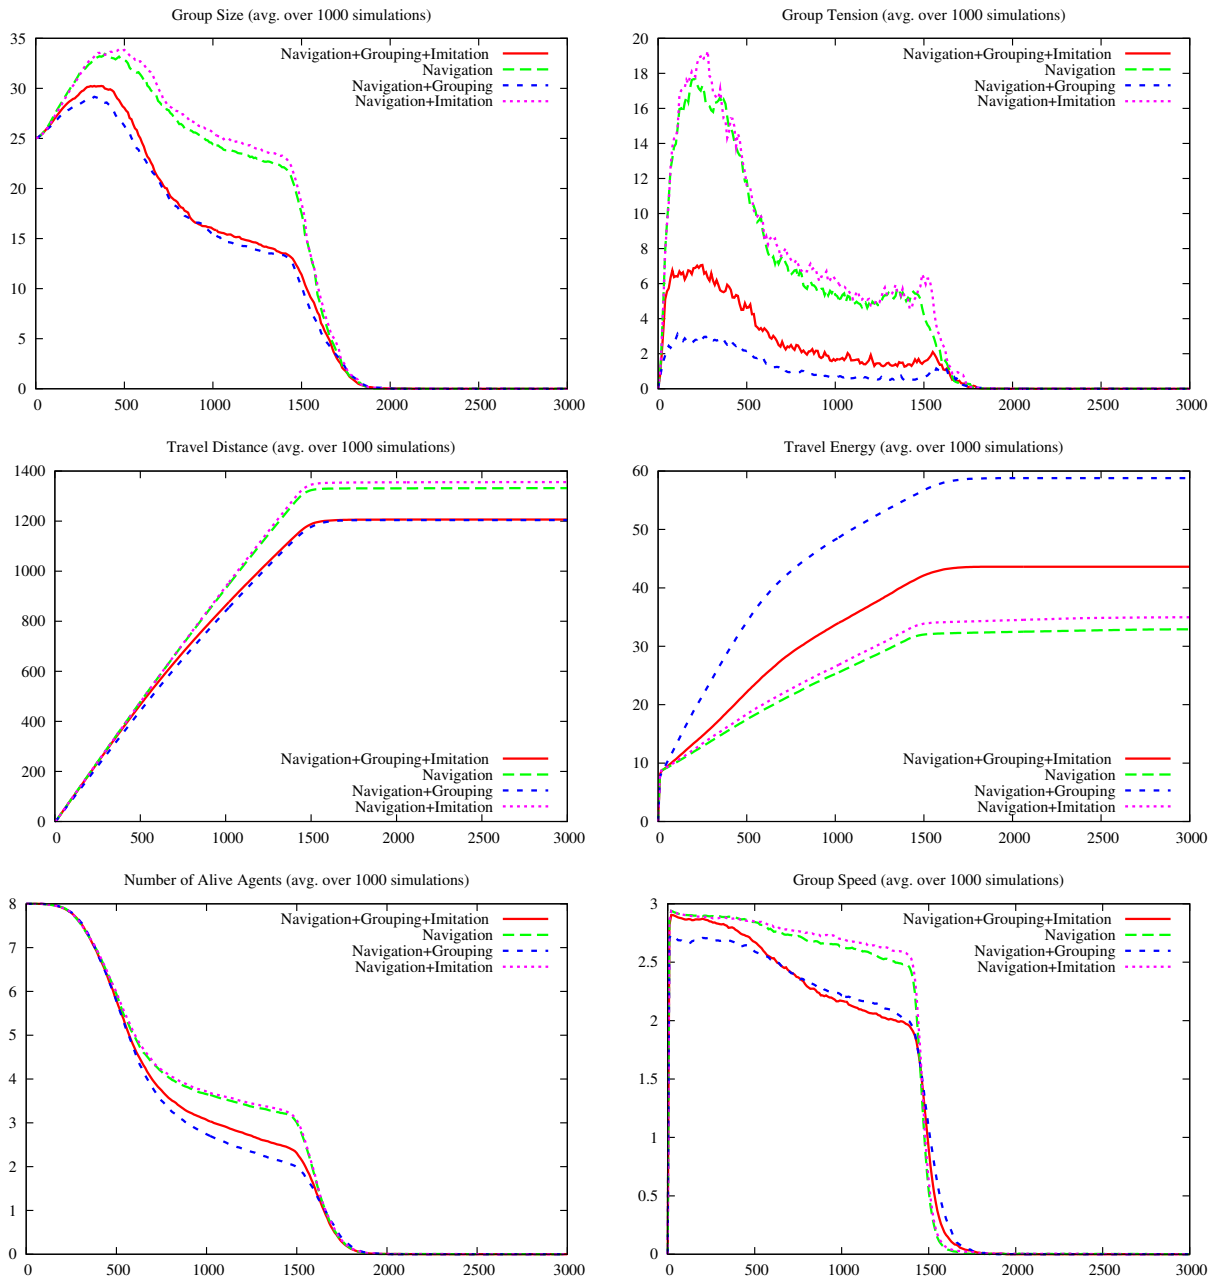 Group Size (avg. over 1000 simulations)
35
30
25
20
15
10
5
0
0 500 1000 1500 2000 2500 3000
Navigation+Grouping+Imitation
Navigation
Navigation+Grouping
Navigation+Imitation
Group Tension (avg. over 1000 simulations)
20
18
16
14
12
10
8
6
4
2
0
0 500 1000 1500 2000 2500 3000
Navigation+Grouping+Imitation
Navigation
Navigation+Grouping
Navigation+Imitation
Travel Distance (avg. over 1000 simulations)
1400
1200
1000
800
600
400
200
0
0 500 1000 1500 2000 2500 3000
Navigation+Grouping+Imitation
Navigation
Navigation+Grouping
Navigation+Imitation
Travel Energy (avg. over 1000 simulations)
60
50
40
30
20
10
0
0 500 1000 1500 2000 2500 3000
Navigation+Grouping+Imitation
Navigation
Navigation+Grouping
Navigation+Imitation
Number of Alive Agents (avg. over 1000 simulations)
8
7
6
5
4
3
2
1
0
0 500 1000 1500 2000 2500 3000
Navigation+Grouping+Imitation
Navigation
Navigation+Grouping
Navigation+Imitation
Group Speed (avg. over 1000 simulations)
3
2.5
2
1.5
1
0.5
0
0 500 1000 1500 2000 2500 3000
Navigation+Grouping+Imitation
Navigation
Navigation+Grouping
Navigation+Imitation